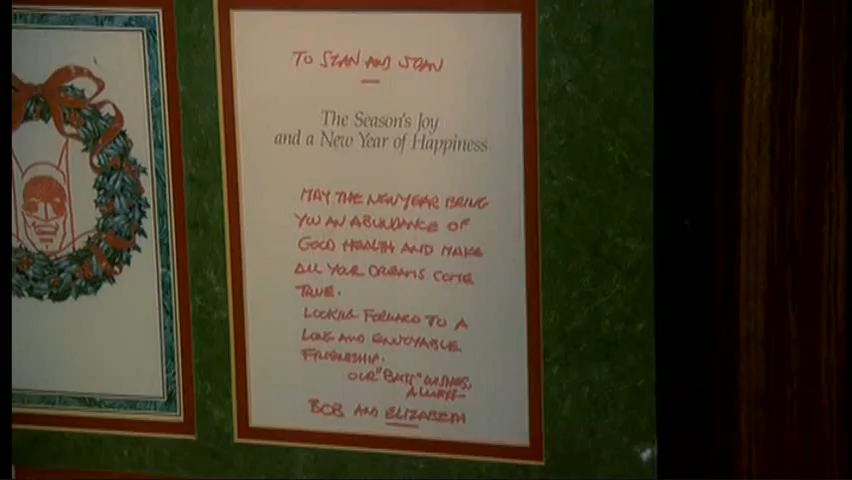 TO STAN AND JOAN
The Season's Joy
and a New Year of Happiness
MAY THE NEW YEAR BRING
YOU AN ABUNDANCE OF
GOOD HEALTH AND MAKE
ALL YOUR DREAMS COME
TRUE.
LOOKING FORWARD TO A
LONG AND ENJOYABLE
FRIENDSHIP.
OUR "BATS" WISHES,
ALWAYS
BOB AND ELIZABETH